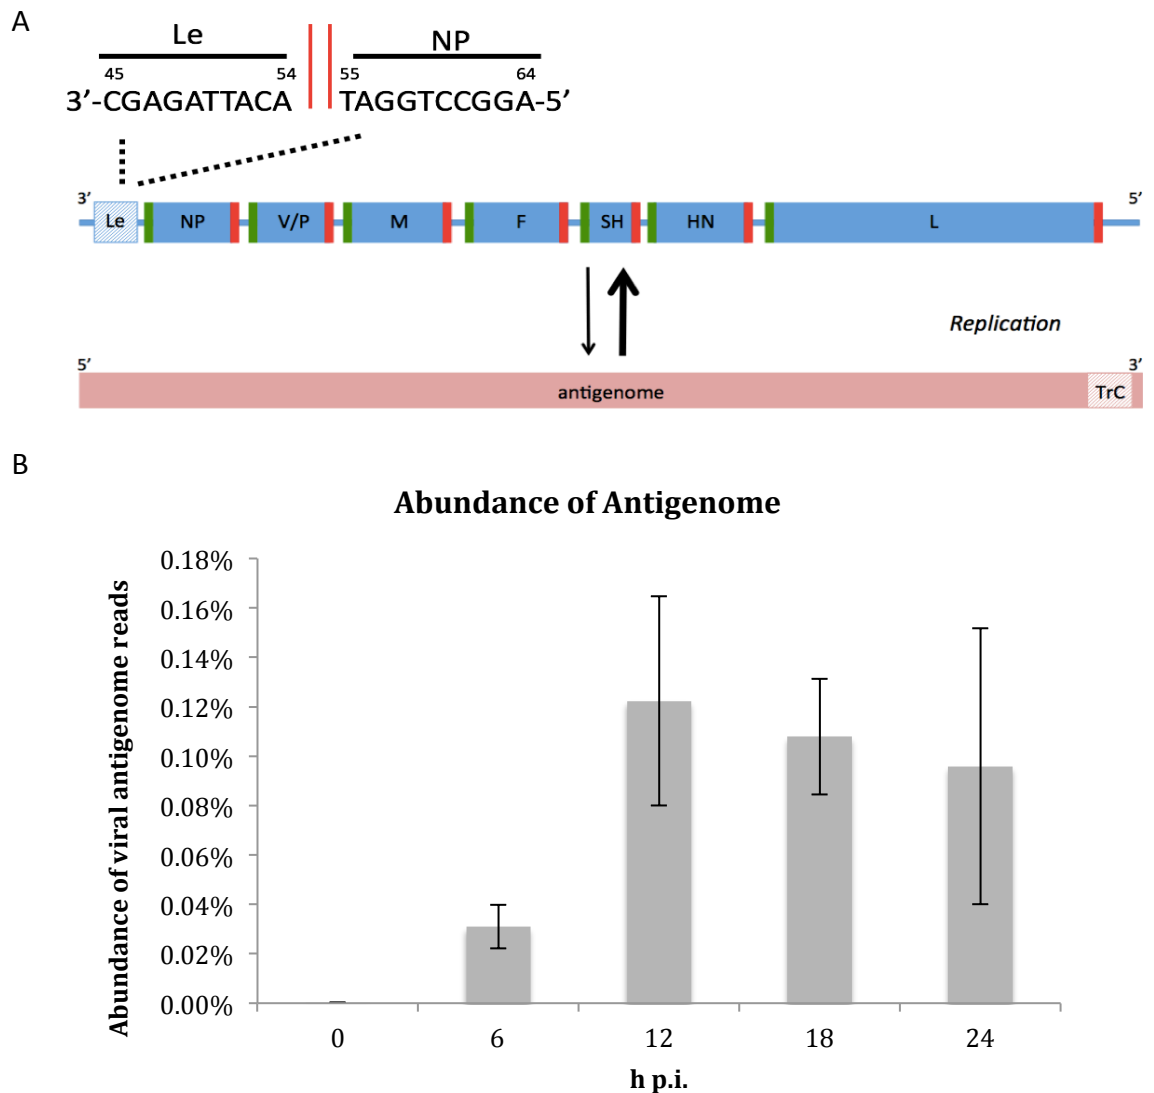 A
Le NP
45 54 55 64
3’-CGAGATTACA TAGGTCCGGA-5’
3’ 5’
Le NP V/P M F SH HN L
Replication
5’ 3’
antigenome TrC
B
Abundance of Antigenome
Abundance of viral antigenome reads
0.18%
0.16%
0.14%
0.12%
0.10%
0.08%
0.06%
0.04%
0.02%
0.00%
0 6 12 18 24
h p.i.